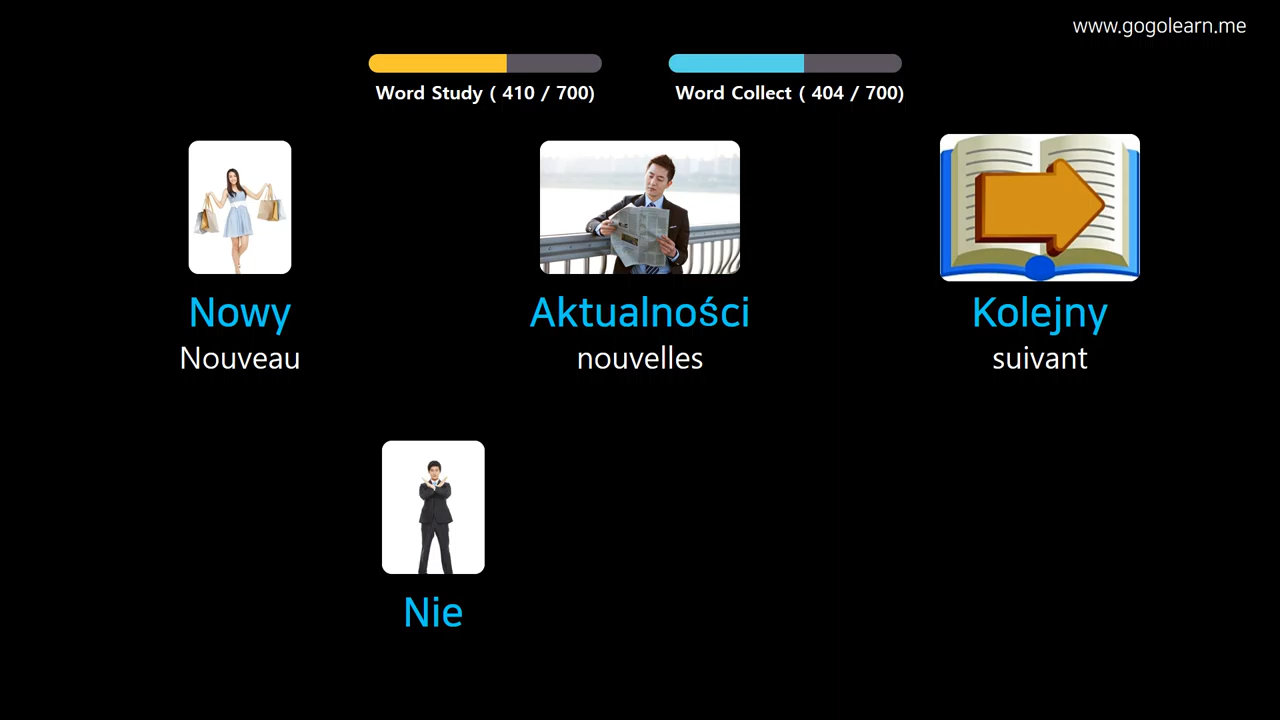 www.gogolearn.me
Word Study ( 410 / 700)
Word Collect ( 404 / 700)
Nowy
Nouveau
Aktualności
nouvelles
Kolejny
suivant
Nie